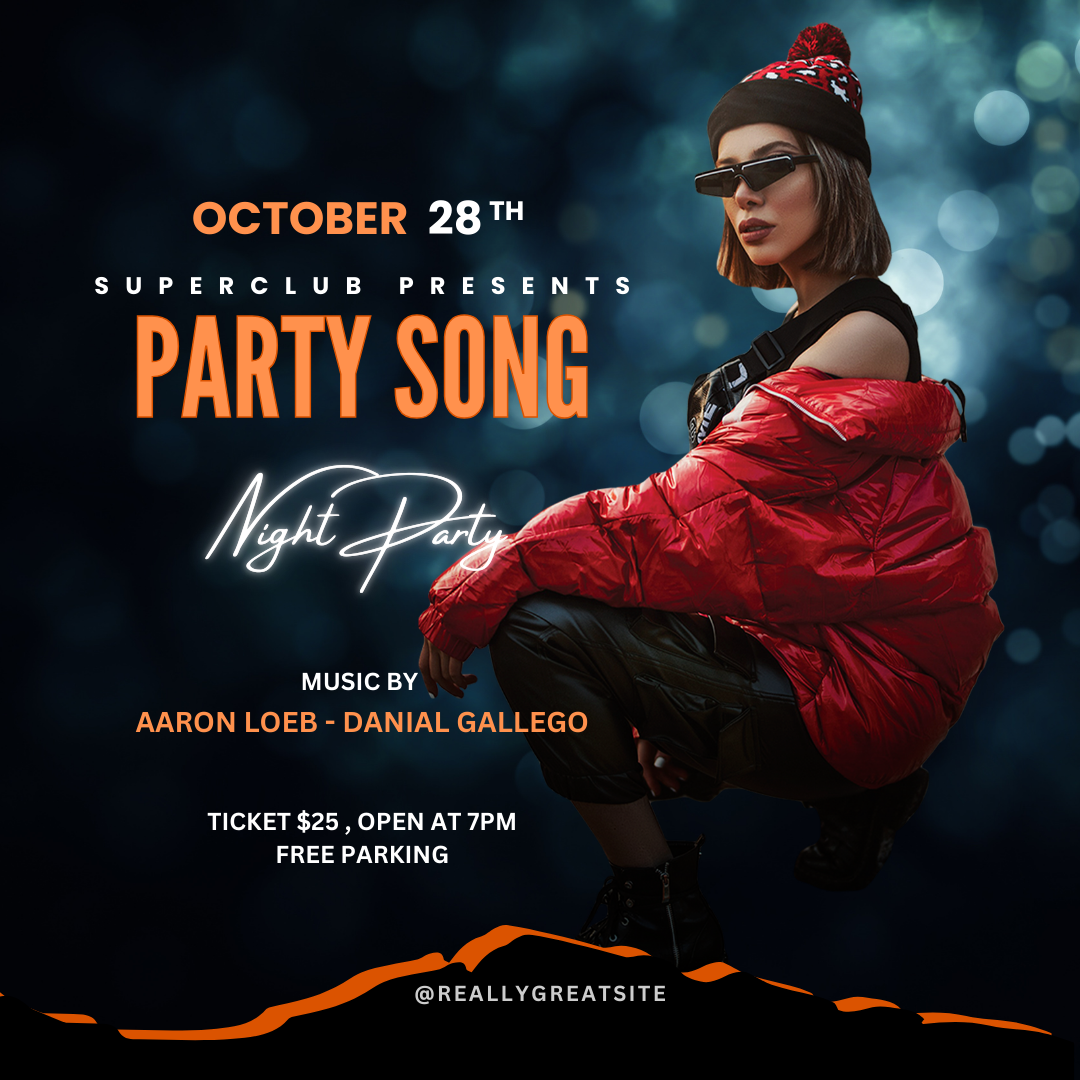 OCTOBER 28TH
SUPERCLUB PRESENTS
PARTY SONG
Night Party
MUSIC BY
AARON LOEB - DANIAL GALLEGO
TICKET $25 , OPEN AT 7PM
FREE PARKING
@REALLYGREATSITE